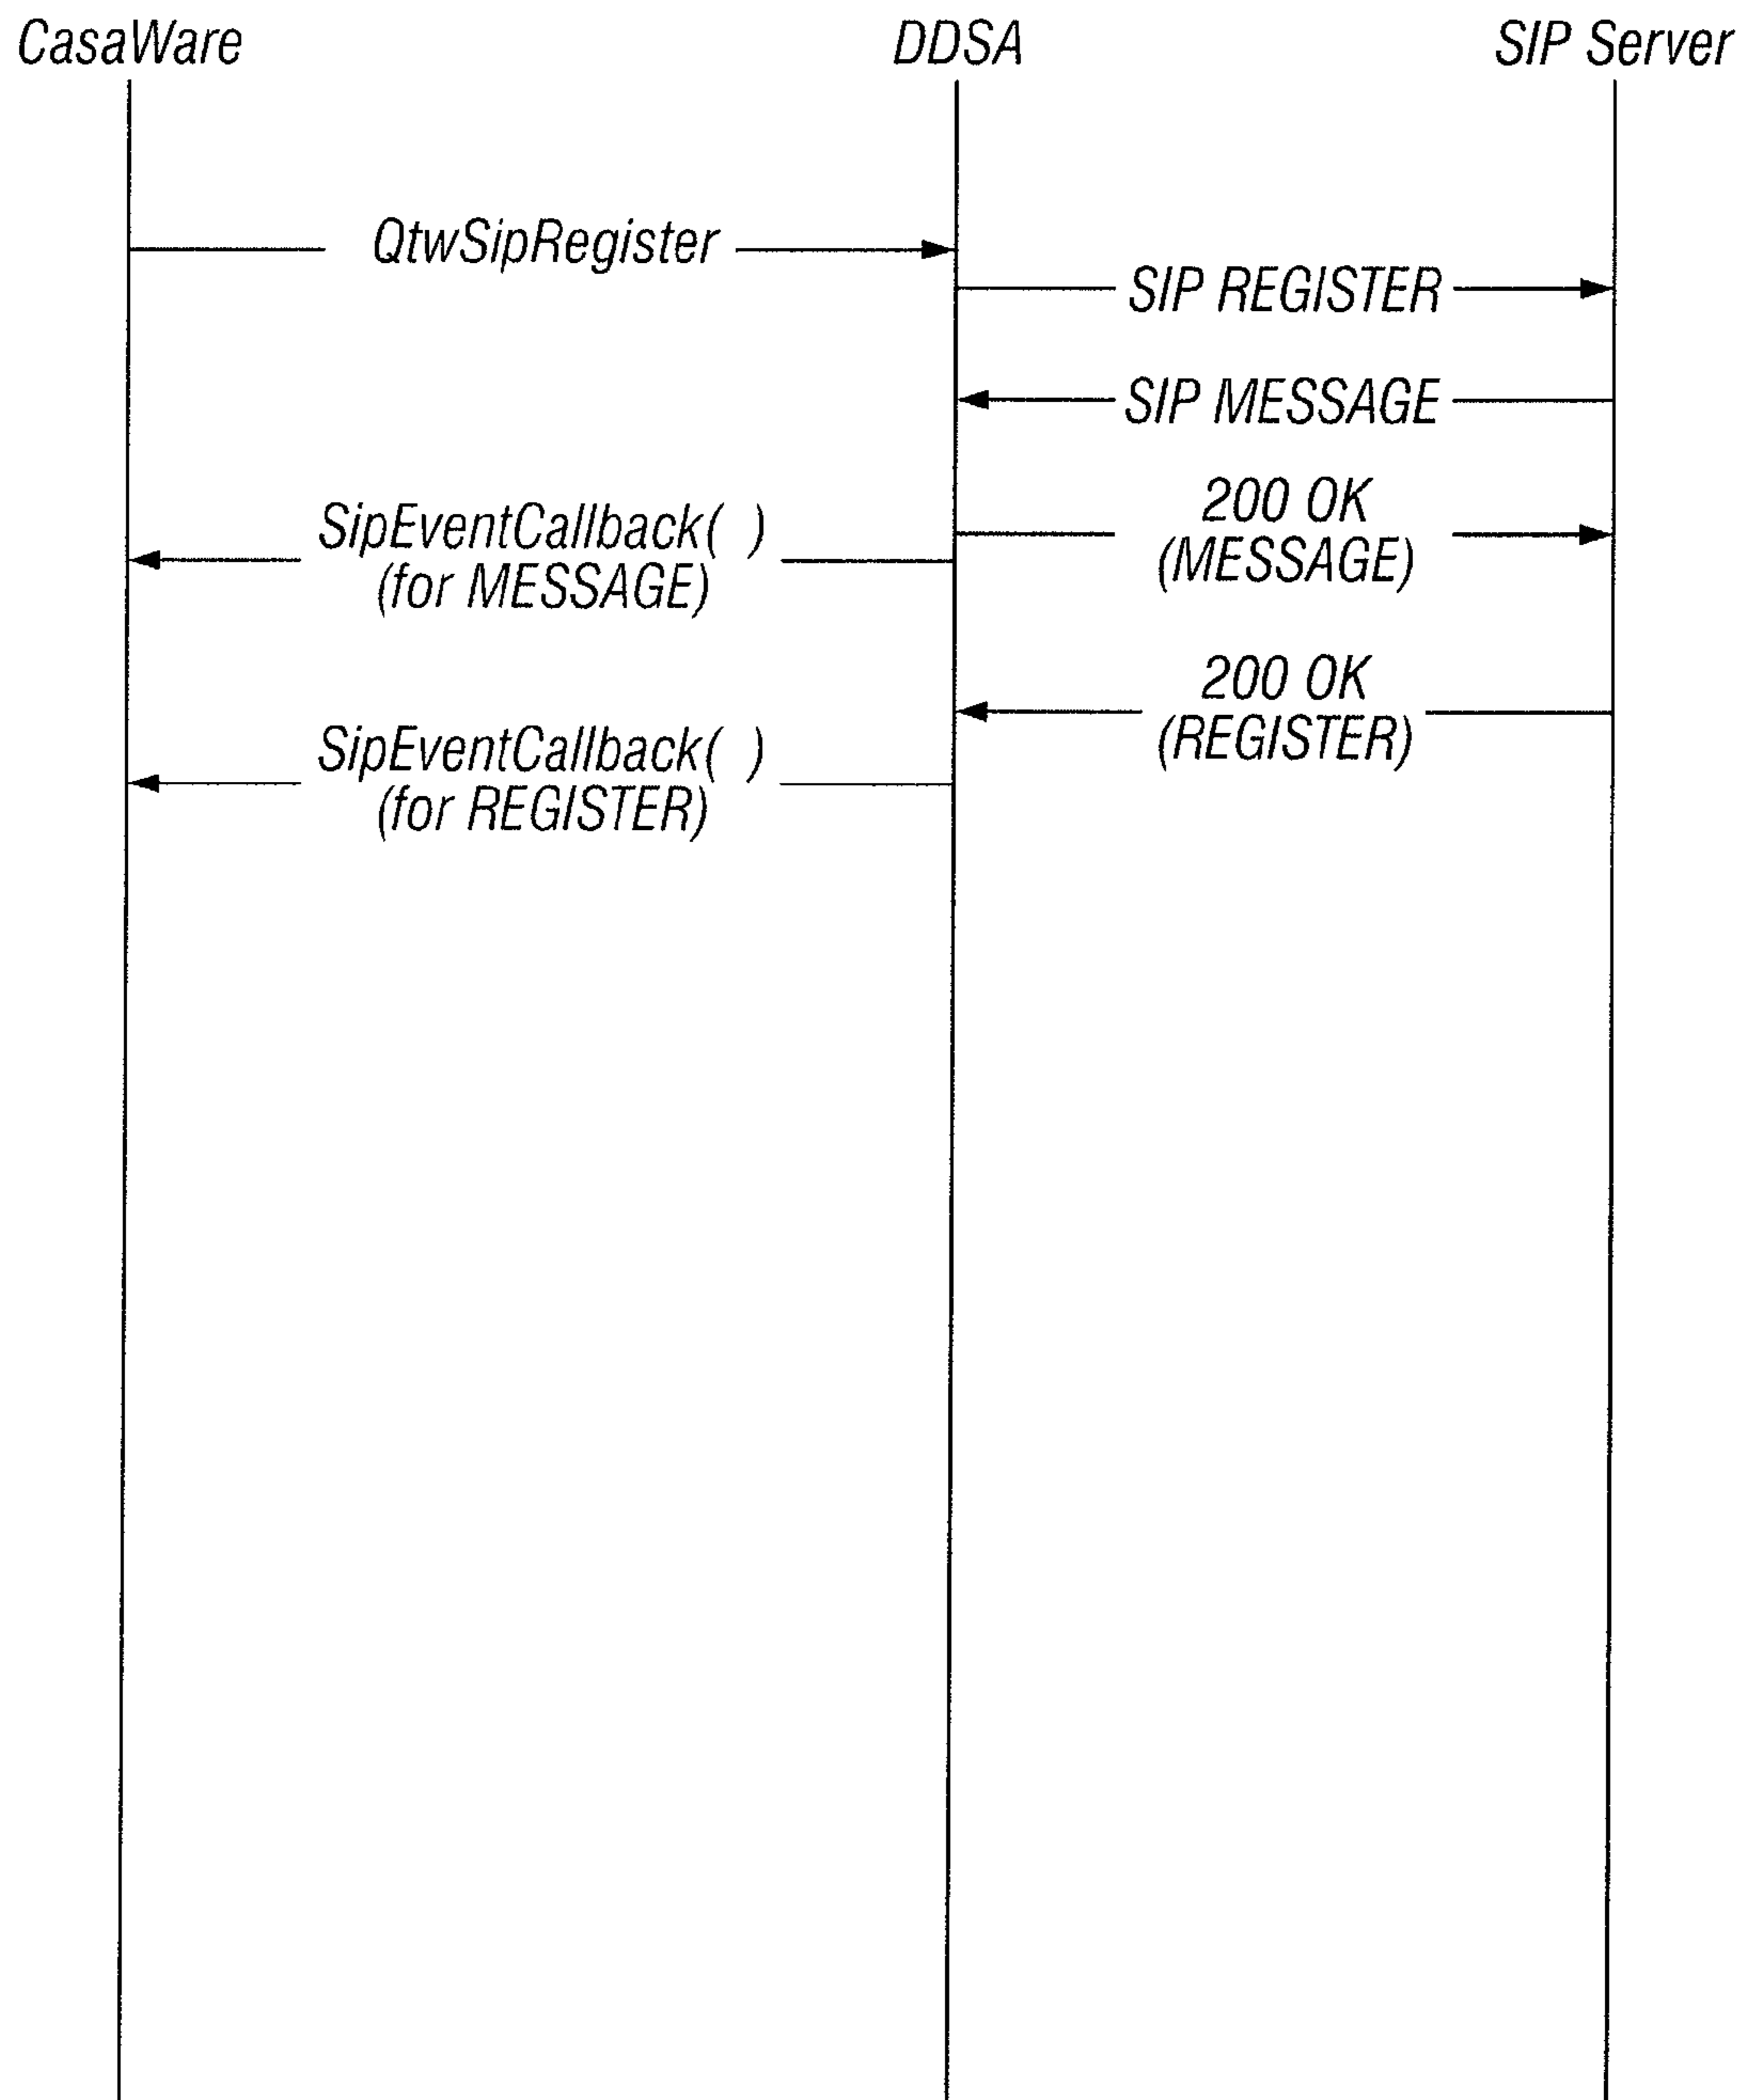 CasaWare
DDSA
SIP Server
QtwSipRegister
SIP REGISTER
SIP MESSAGE
200 OK
(MESSAGE)
SipEventCallback( )
(for MESSAGE)
200 OK
(REGISTER)
SipEventCallback( )
(for REGISTER)